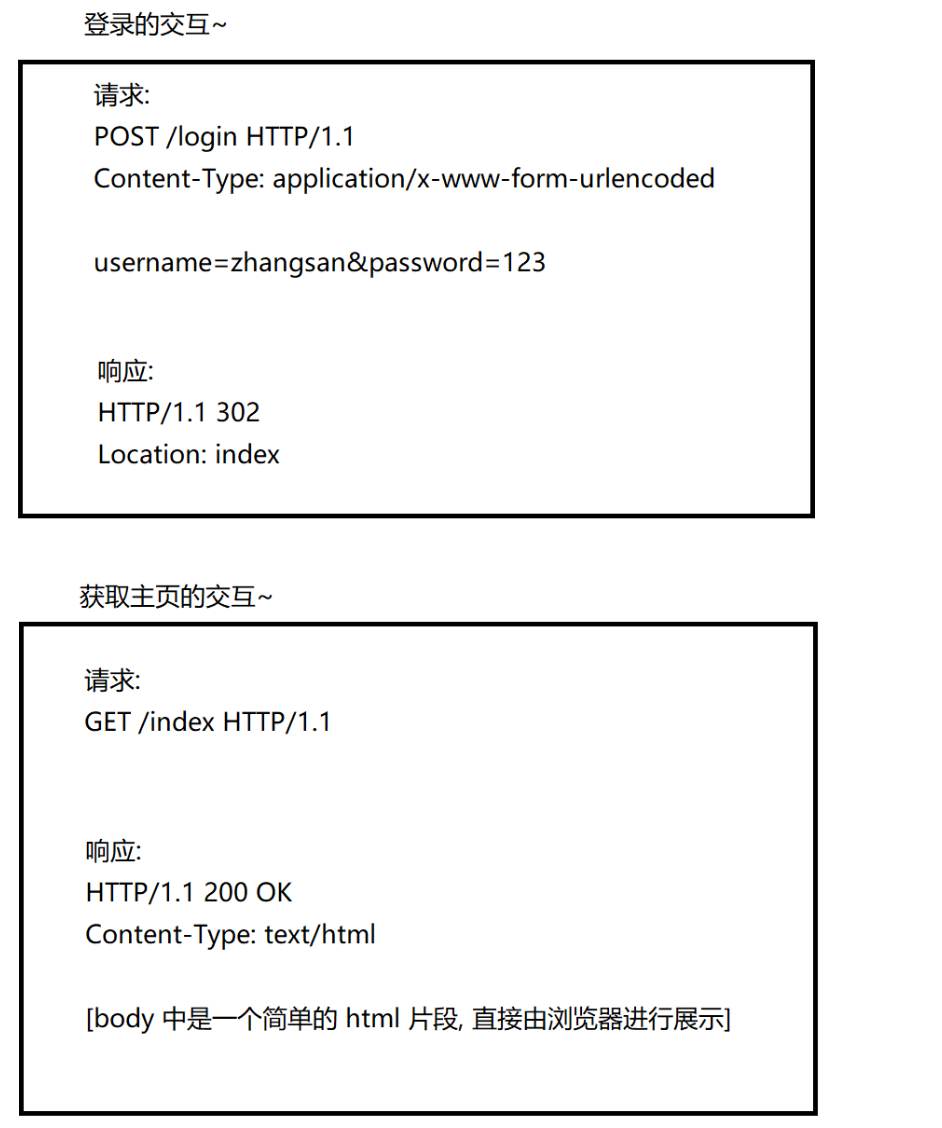 登录的交互~
请求:
POST /login HTTP/1.1
Content-Type: application/x-www-form-urlencoded
username=zhangsan&password=123
响应:
HTTP/1.1 302
Location: index
获取主页的交互~
请求:
GET /index HTTP/1.1
响应:
HTTP/1.1 200 OK
Content-Type: text/html
[body 中是一个简单的 html 片段, 直接由浏览器进行展示]